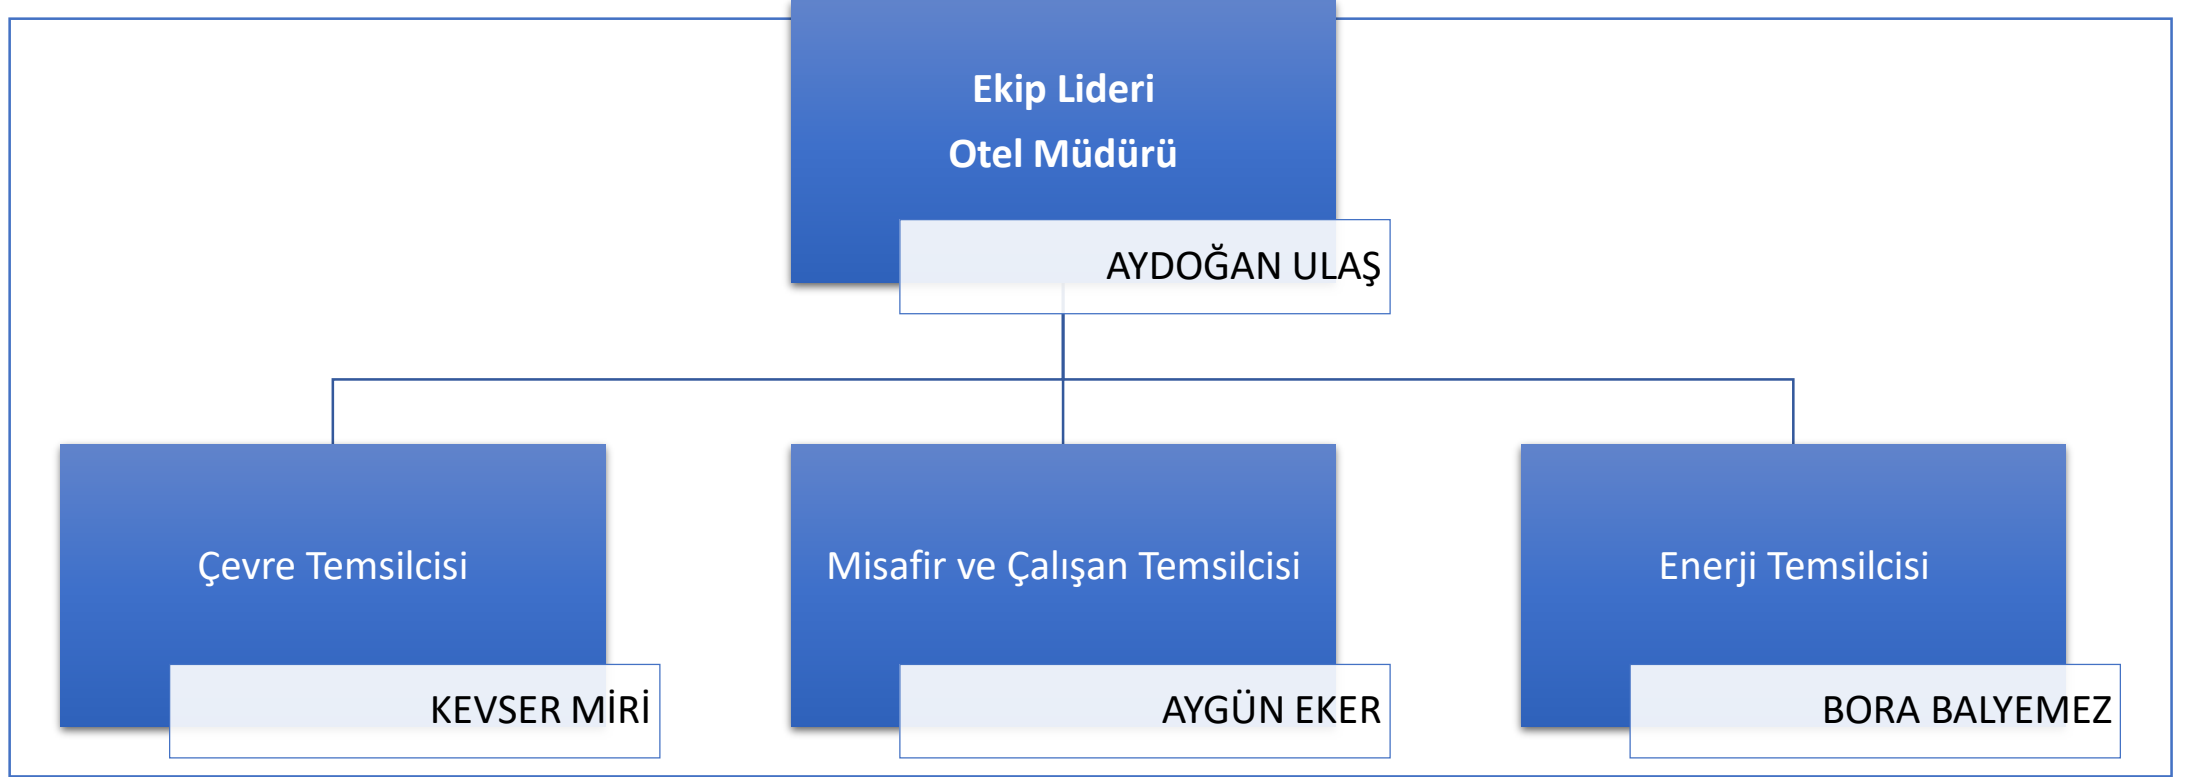 Ekip Lideri
Otel Müdürü
AYDOĞAN ULAŞ
Çevre Temsilcisi
KEVSER MİRİ
Misafir ve Çalışan Temsilcisi
AYGÜN EKER
Enerji Temsilcisi
BORA BALYEMEZ